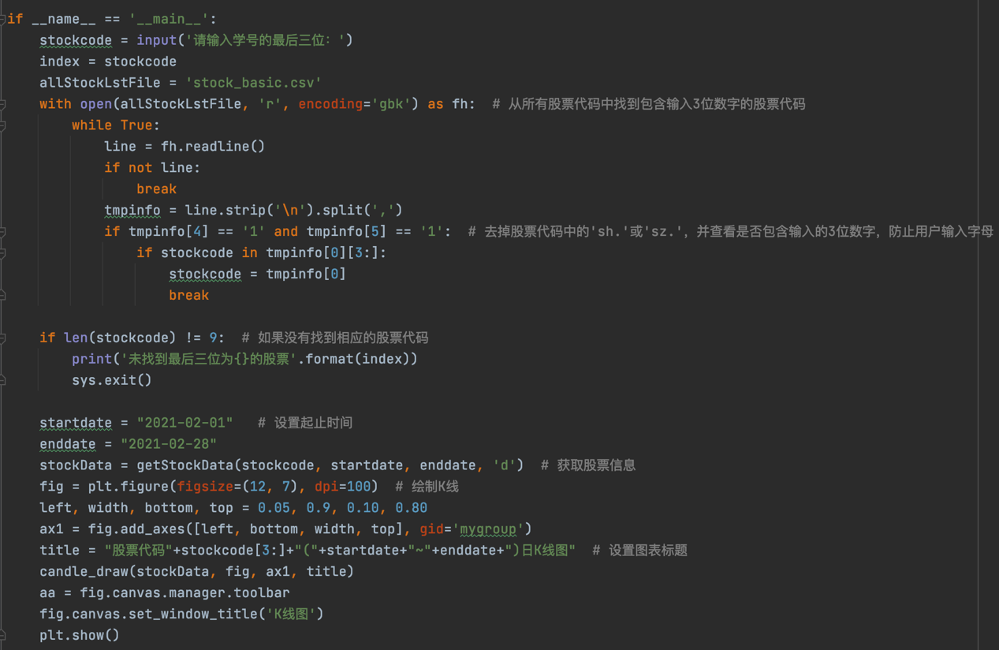 if __name__ == '__main__':
    stockcode = input('请输入学号的最后三位：')
    index = stockcode
    allStockLstFile = 'stock_basic.csv'
    with open(allStockLstFile, 'r', encoding='gbk') as fh:  # 从所有股票代码中找到包含输入3位数字的股票代码
        while True:
            line = fh.readline()
            if not line:
                break
            tmpinfo = line.strip('\n').split(',')
            if tmpinfo[4] == '1' and tmpinfo[5] == '1':  # 去掉股票代码中的'sh.'或'sz.'，并查看是否包含输入的3位数字，防止用户输入字母
                if stockcode in tmpinfo[0][3:]:
                    stockcode = tmpinfo[0]
                    break

    if len(stockcode) != 9:  # 如果没有找到相应的股票代码
        print('未找到最后三位为{}的股票'.format(index))
        sys.exit()

    startdate = "2021-02-01"   # 设置起止时间
    enddate = "2021-02-28"
    stockData = getStockData(stockcode, startdate, enddate, 'd')  # 获取股票信息
    fig = plt.figure(figsize=(12, 7), dpi=100)  # 绘制K线
    left, width, bottom, top = 0.05, 0.9, 0.10, 0.80
    ax1 = fig.add_axes([left, bottom, width, top], gid='mygroup')
    title = "股票代码"+stockcode[3:]+"("+startdate+"~"+enddate+")日K线图"  # 设置图表标题
    candle_draw(stockData, fig, ax1, title)
    aa = fig.canvas.manager.toolbar
    fig.canvas.set_window_title('K线图')
    plt.show()